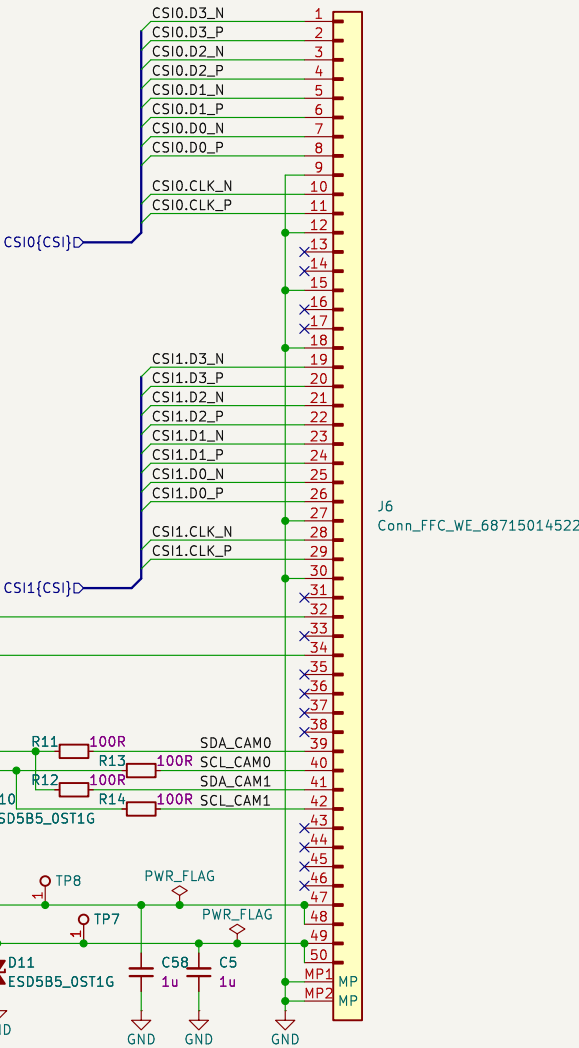 CSI0.D3_N 1
CSI0.D3_P 2
CSI0.D2_N 3
CSI0.D2_P 4
CSI0.D1_N 5
CSI0.D1_P 6
CSI0.D0_N 7
CSI0.D0_P 8
9
CSI0.CLK_N 10
CSI0.CLK_P 11
12
CSI0{CSI} 13
14
15
16
17
18
CSI1.D3_N 19
CSI1.D3_P 20
CSI1.D2_N 21
CSI1.D2_P 22
CSI1.D1_N 23
CSI1.D1_P 24
CSI1.D0_N 25
CSI1.D0_P 26
J6
27
Conn_FFC_WE_68715014522
CSI1.CLK_N 28
CSI1.CLK_P 29
30
CSI1{CSI} 31
32
33
34
35
36
37
38
R11 100R SDA_CAM0 39
R13 100R SCL_CAM0 40
R12 100R SDA_CAM1 41
10 R14 100R SCL_CAM1 42
SD5B5_0ST1G 43
44
45
PWR_FLAG 46
TP8 1 47
PWR_FLAG 48
TP7 1 49
D11 C58 C5 50
ESD5B5_0ST1G 1u 1u MP1 MP
MP2 MP
ND GND GND GND